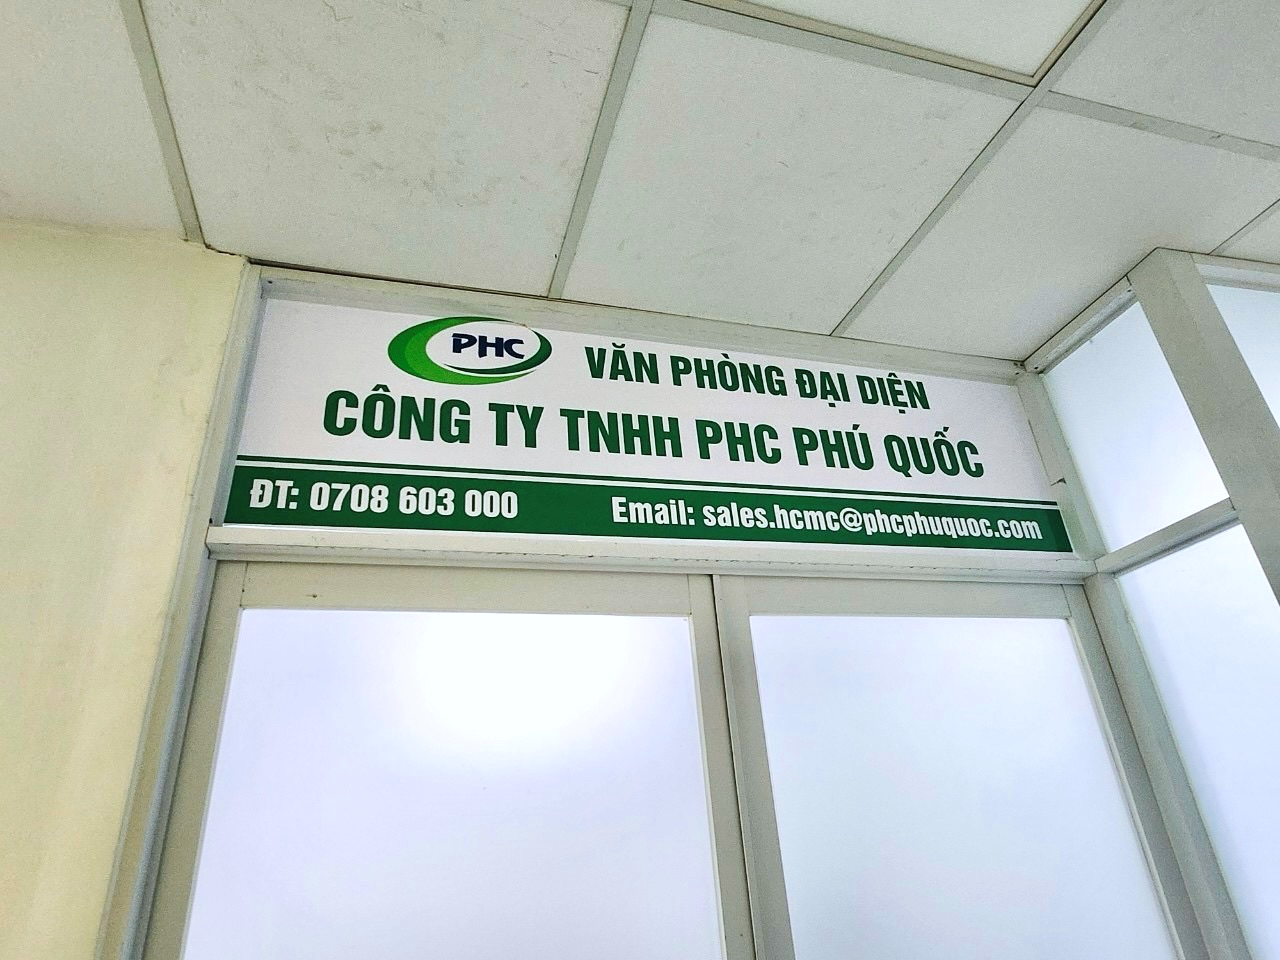 PHC
VĂN PHÒNG ĐẠI DIỆN
CÔNG TY TNHH PHC PHÚ QUỐC
ĐT: 0708 603 000
Email: sales.hcmc@phcphuquoc.com